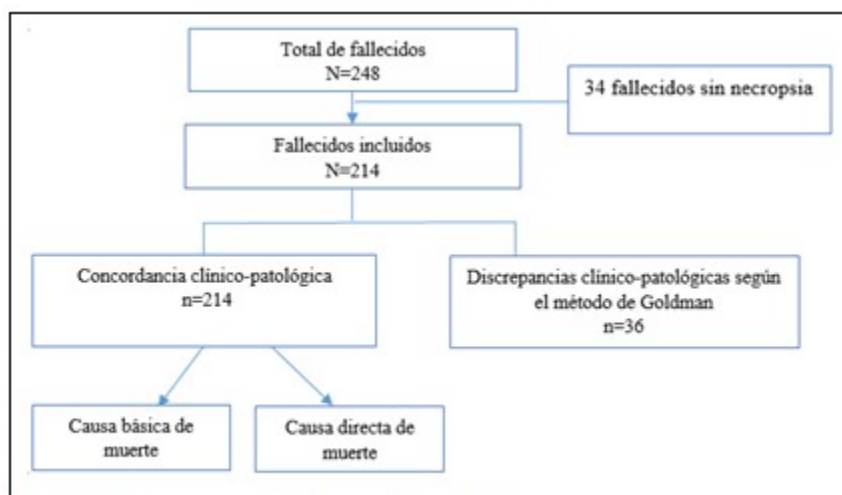 Total de fallecidos
N=248
34 fallecidos sin necropsia
Fallecidos incluidos
N=214
Concordancia clínico-patológica
n=214
Discrepancias clínico-patológicas según
el método de Goldman
n=36
Causa básica de
muerte
Causa directa de
muerte